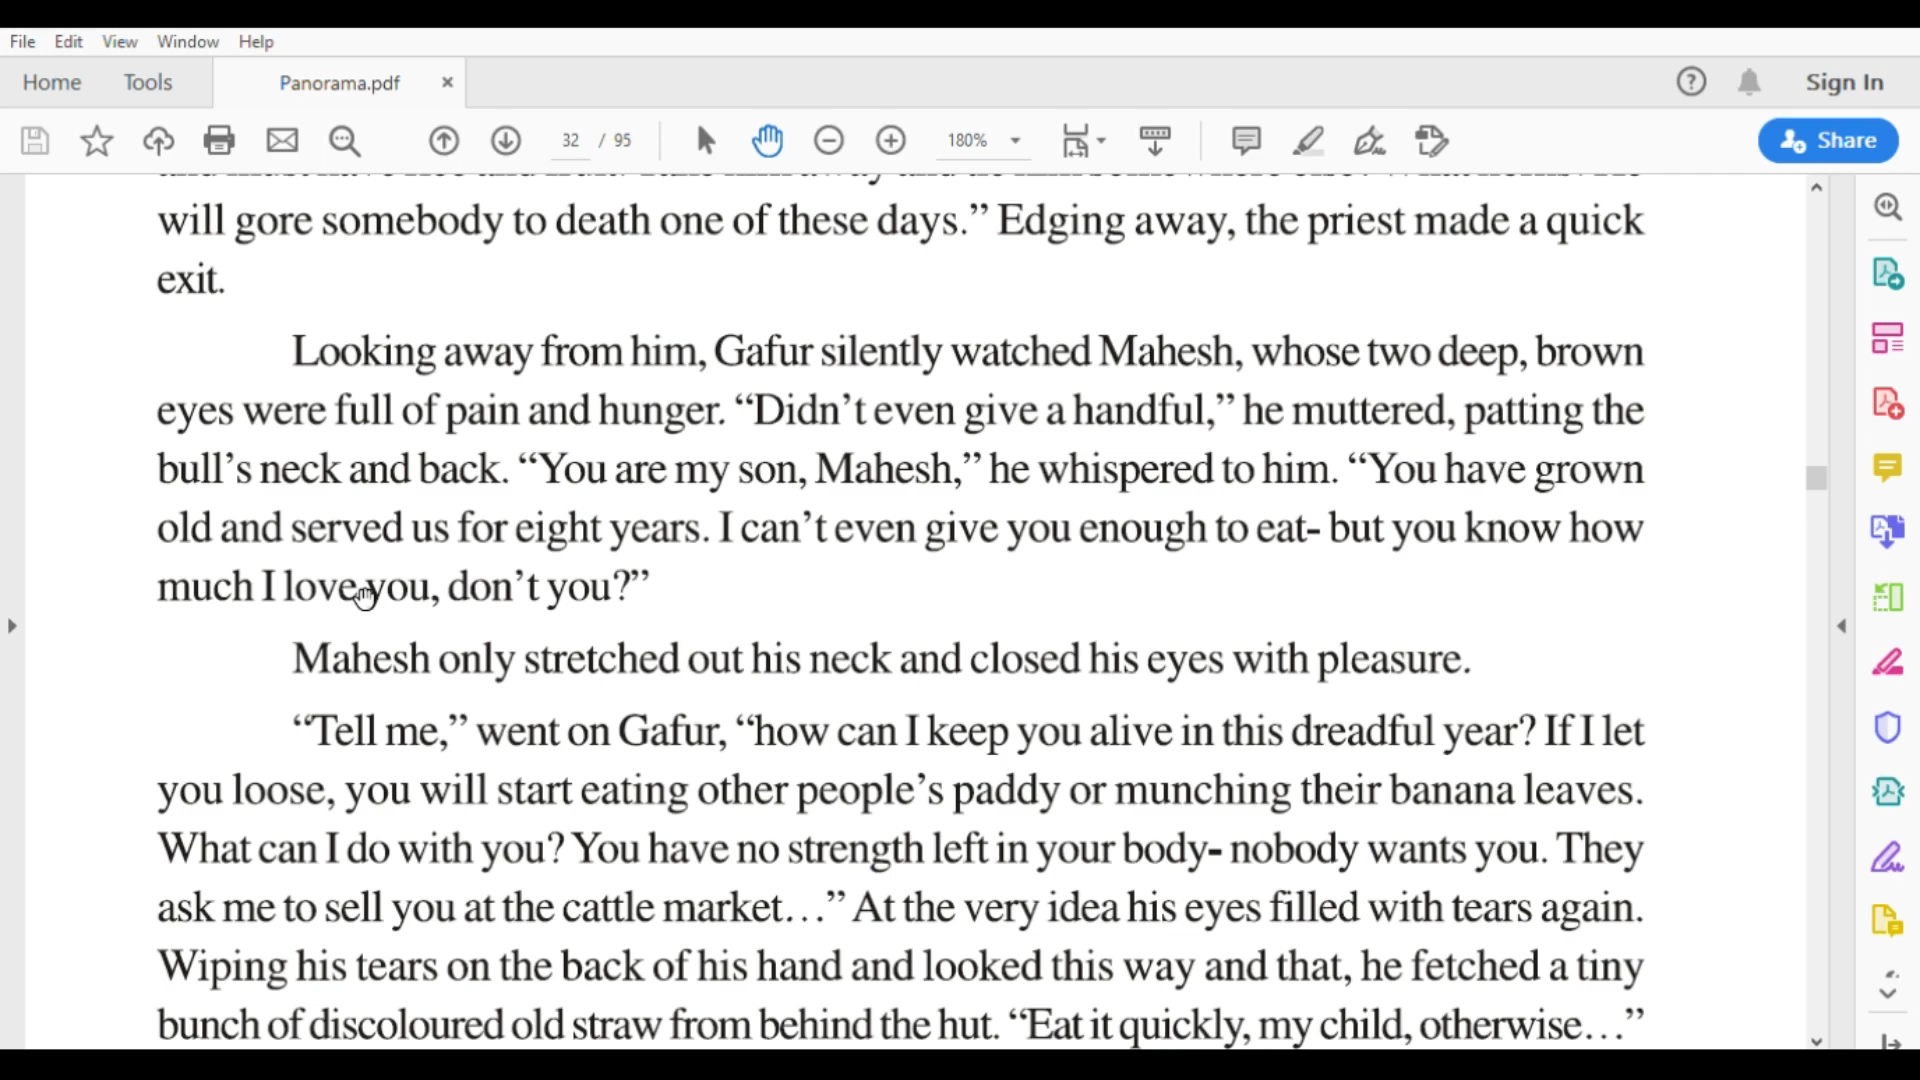 File Edit View Window Help
Home Tools Panorama.pdf × Sign In
32 / 95 180% Share
will gore somebody to death one of these days.” Edging away, the priest made a quick
exit.
Looking away from him, Gafur silently watched Mahesh, whose two deep, brown
eyes were full of pain and hunger. “Didn’t even give a handful,” he muttered, patting the
bull’s neck and back. “You are my son, Mahesh,” he whispered to him. “You have grown
old and served us for eight years. I can’t even give you enough to eat- but you know how
much I love you, don’t you?”
Mahesh only stretched out his neck and closed his eyes with pleasure.
“Tell me,” went on Gafur, “how can I keep you alive in this dreadful year? If I let
you loose, you will start eating other people’s paddy or munching their banana leaves.
What can I do with you? You have no strength left in your body- nobody wants you. They
ask me to sell you at the cattle market…” At the very idea his eyes filled with tears again.
Wiping his tears on the back of his hand and looked this way and that, he fetched a tiny
bunch of discoloured old straw from behind the hut. “Eat it quickly, my child, otherwise…”